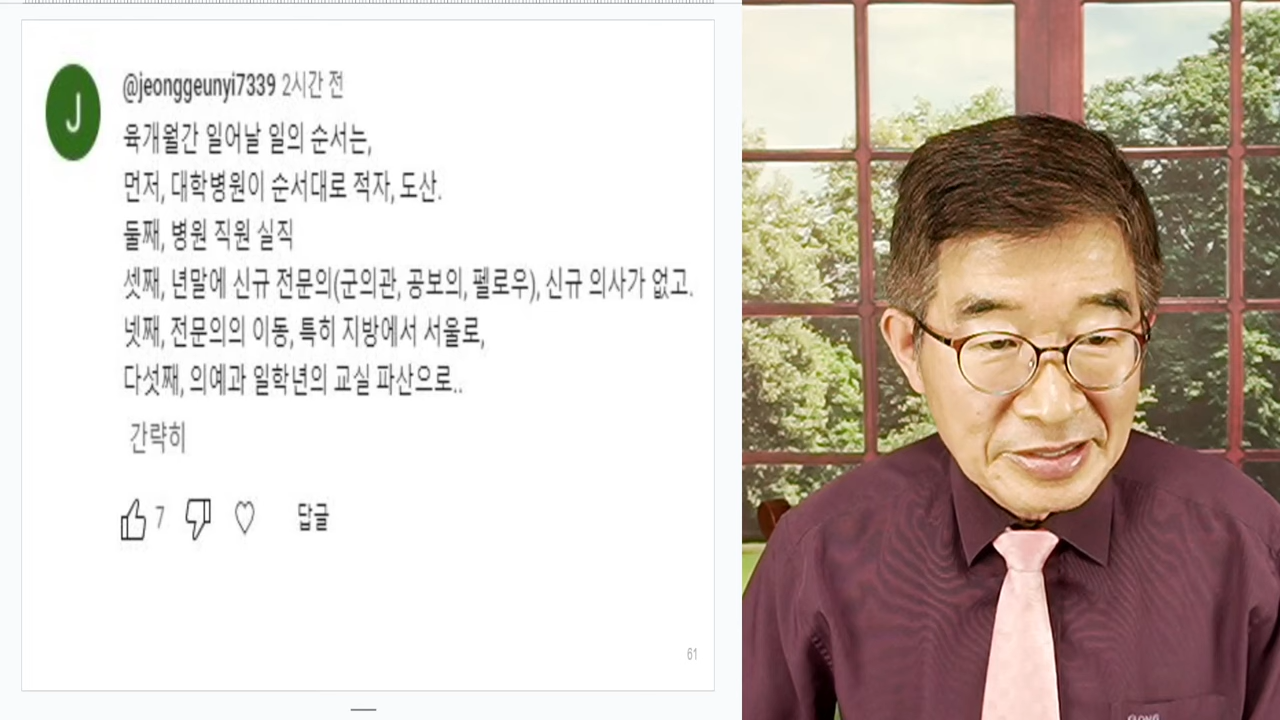 @jeonggeunyi7339 2시간 전
J
육개월간 일어날 일의 순서는,
먼저, 대학병원이 순서대로 적자, 도산.
둘째, 병원 직원 실직
셋째, 년말에 신규 전문의(군의관, 공보의, 펠로우), 신규 의사가 없고.
넷째, 전문의의 이동, 특히 지방에서 서울로,
다섯째, 의예과 일학년의 교실 파산으로..
간략히
7 답글
61